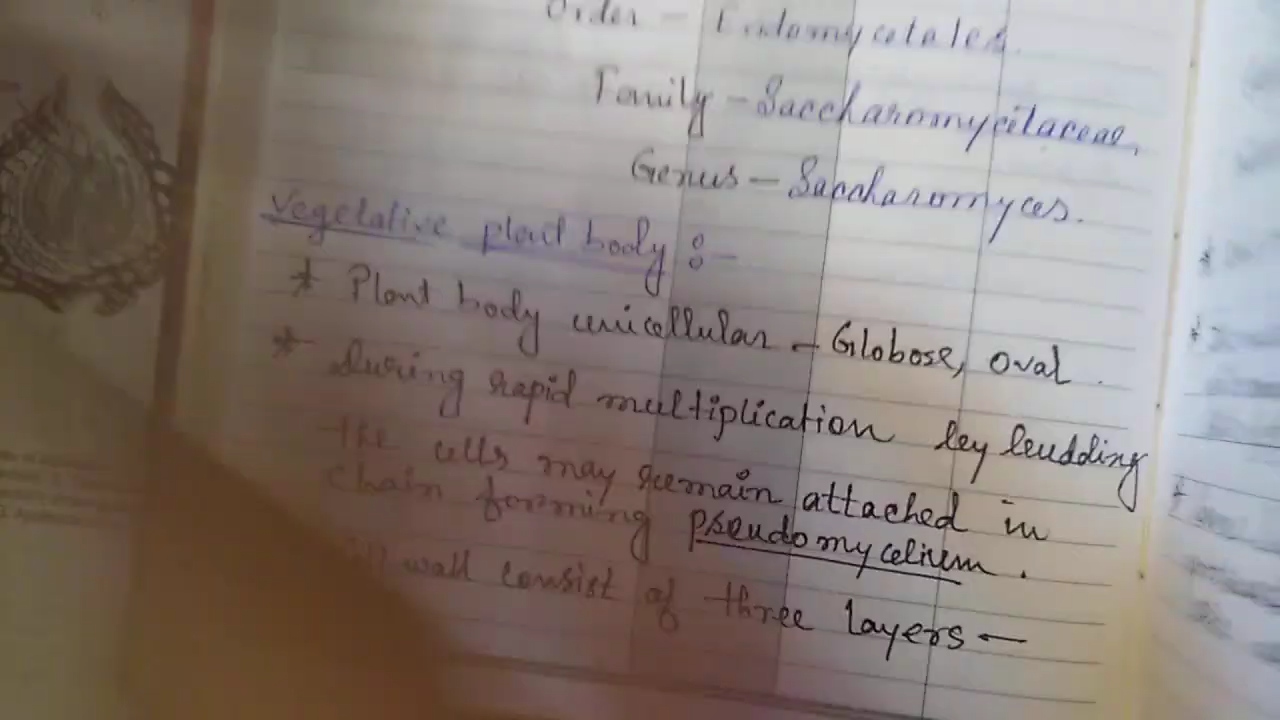 Order - Endomycetales.
Family - Saccharomycetaceae,
Genus - Saccharomyces.
Vegetative plant body :-
* Plant body unicellular - Globose, oval.
* During rapid multiplication by budding
the cells may remain attached in
chain forming pseudomycelium.
wall consist of three layers -